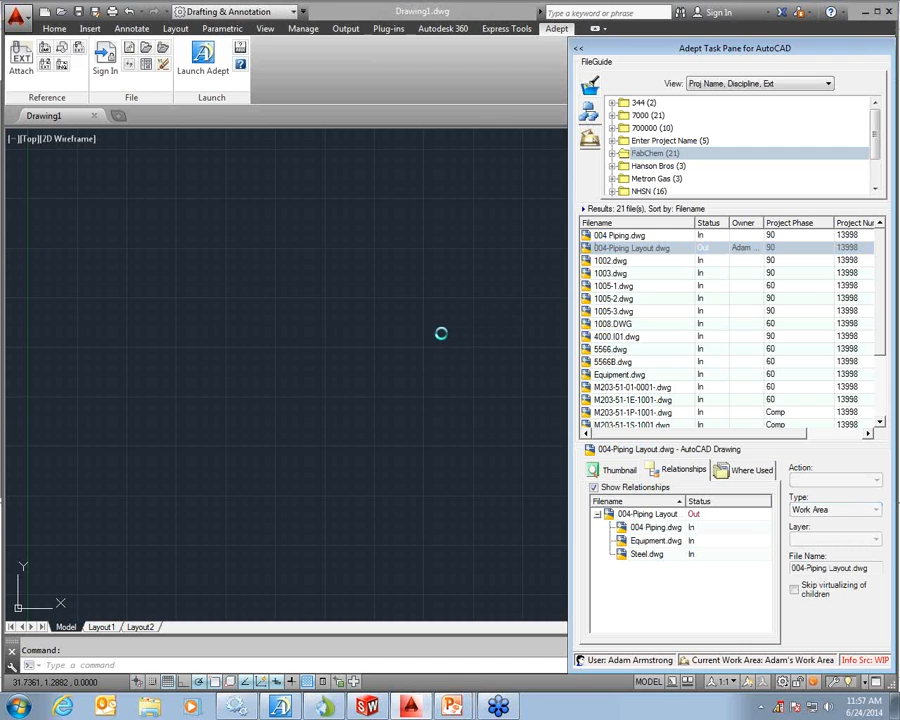 Drafting & Annotation
Drawing1.dwg
Type a keyword or phrase
Sign In
Home Insert Annotate Layout Parametric View Manage Output Plug-ins Autodesk 360 Express Tools Adept
EXT
Attach
Sign In
Launch Adept
Reference
File
Launch
Drawing1
[−][Top][2D Wireframe]
Y
X
Model Layout1 Layout2
Command:
Type a command
31.7361, 1.2882, 0.0000
<<
Adept Task Pane for AutoCAD
FileGuide
View: Proj Name, Discipline, Ext
344 (2)
7000 (21)
700000 (10)
Enter Project Name (5)
FabChem (21)
Hanson Bros (3)
Metron Gas (3)
NHSN (16)
Results: 21 file(s), Sort by: Filename
Filename Status Owner Project Phase Project Nur
004 Piping.dwg In 90 13998
004-Piping Layout.dwg Out Adam ... 90 13998
1002.dwg In 90 13998
1003.dwg In 90 13998
1005-1.dwg In 60 13998
1005-2.dwg In 90 13998
1005-3.dwg In 90 13998
1008.DWG In 60 13998
4000.I01.dwg In 90 13998
5566.dwg In 60 13998
5566B.dwg In 60 13998
Equipment.dwg In 60 13998
M203-51-01-0001-.dwg In 60 13998
M203-51-1E-1001-.dwg In 60 13998
M203-51-1P-1001-.dwg In Comp 13998
M203-51-1S-1001.dwg In Comp 13998
004-Piping Layout.dwg - AutoCAD Drawing
Thumbnail Relationships Where Used
Show Relationships
Filename Status
004-Piping Layout Out
004 Piping.dwg In
Equipment.dwg In
Steel.dwg In
Action:
Type:
Work Area
Layer:
File Name:
004-Piping Layout.dwg
Skip virtualizing of
children
User: Adam Armstrong Current Work Area: Adam's Work Area Info Src: WIP
MODEL 1:1
11:57 AM
6/24/2014